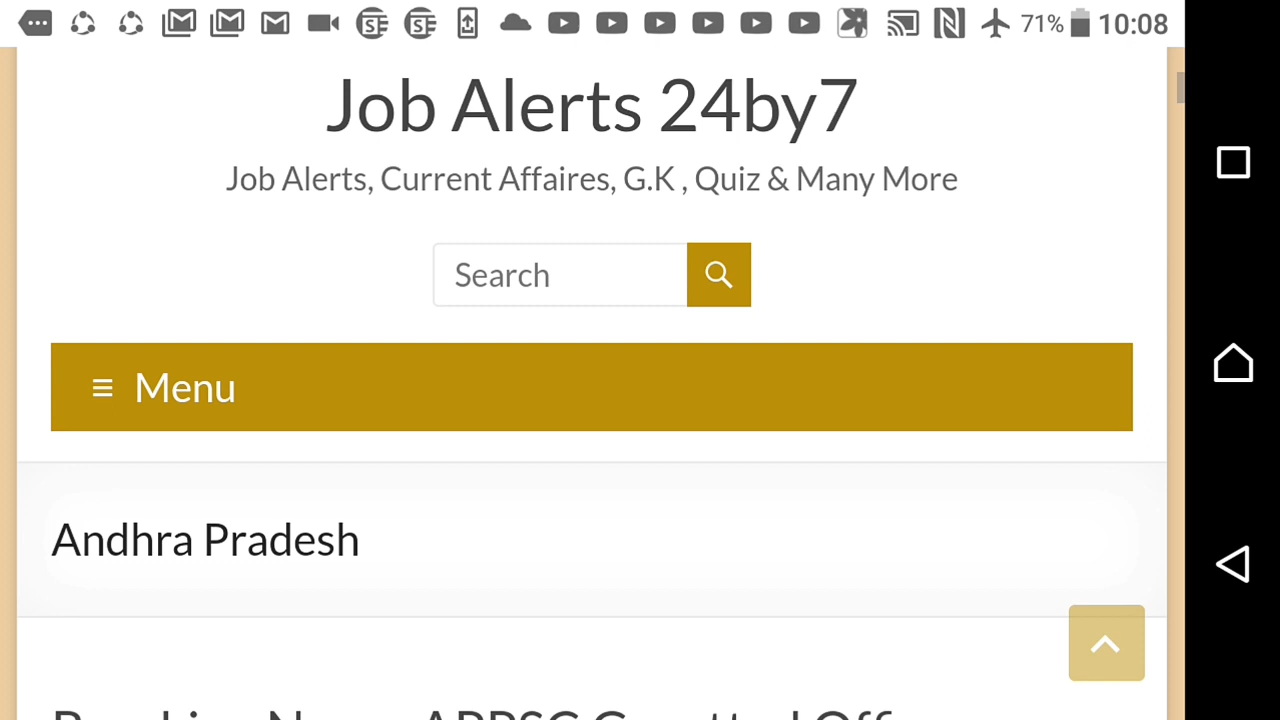 71% 10:08
Job Alerts 24by7
Job Alerts, Current Affaires, G.K , Quiz & Many More
Search
Menu
Andhra Pradesh